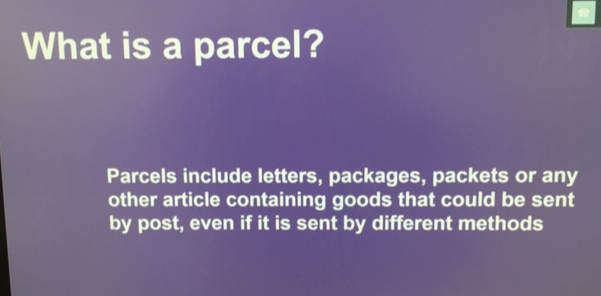 What is a parcel?
Parcels include letters, packages, packets or any
other article containing goods that could be sent
by post, even if it is sent by different methods